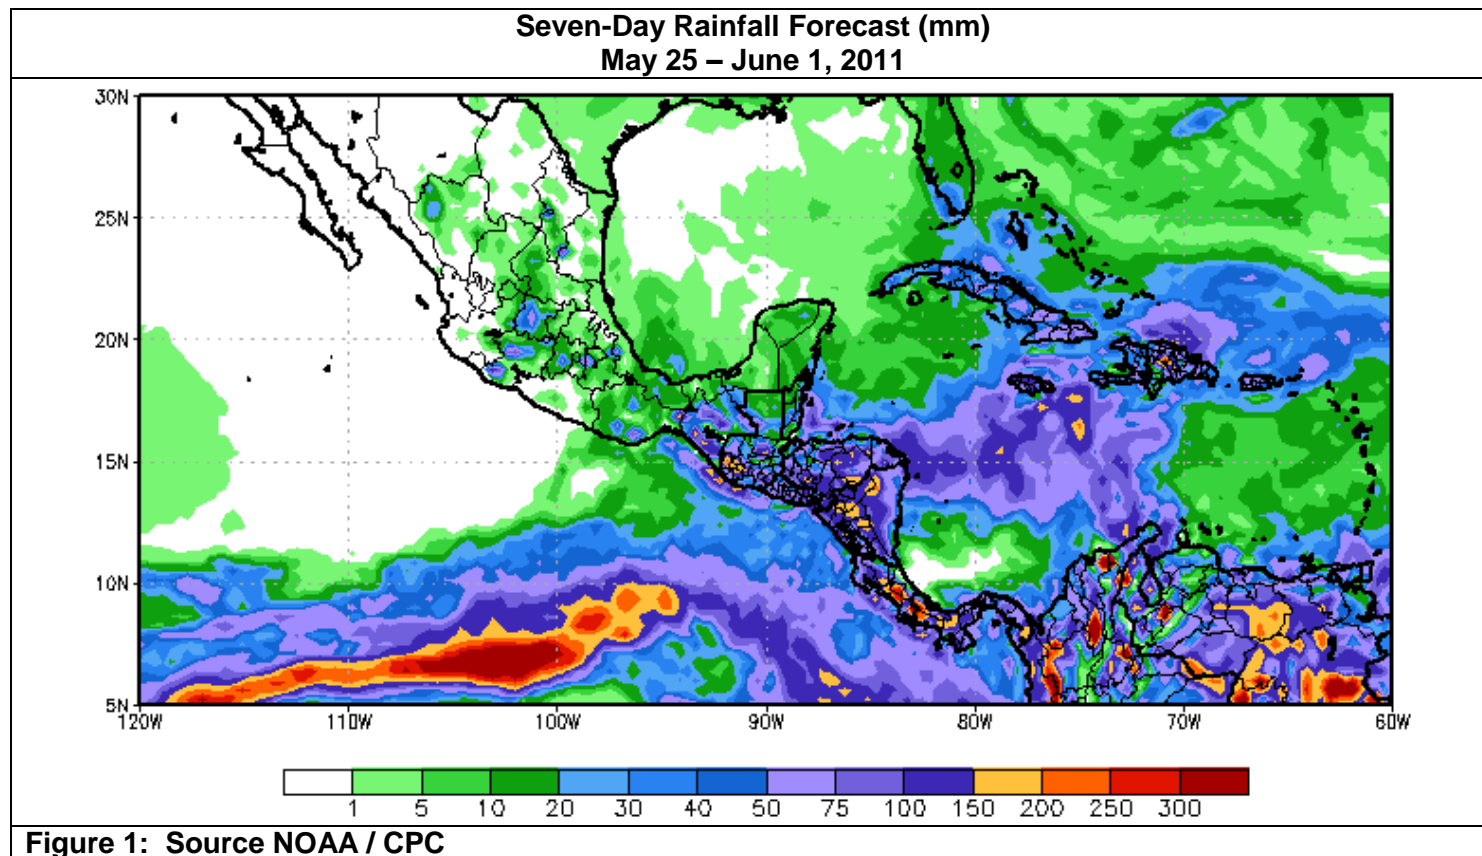 Seven-Day Rainfall Forecast (mm)
May 25 – June 1, 2011
30N
25N
20N
15N
10N
5N
120W 110W 100W 90W 80W 70W 60W
1 5 10 20 30 40 50 75 100 150 200 250 300
Figure 1: Source NOAA / CPC